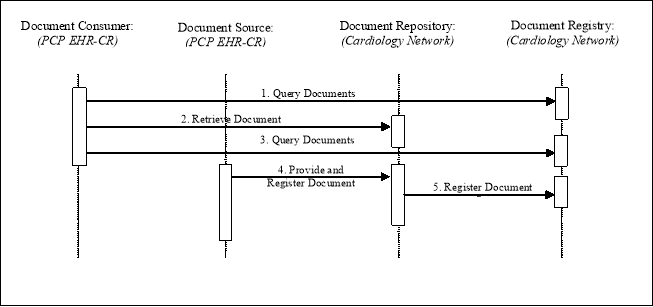 Document Consumer:
(PCP EHR-CR)
Document Source:
(PCP EHR-CR)
Document Repository:
(Cardiology Network)
Document Registry:
(Cardiology Network)
1. Query Documents
2. Retrieve Document
3. Query Documents
4. Provide and
Register Document
5. Register Document